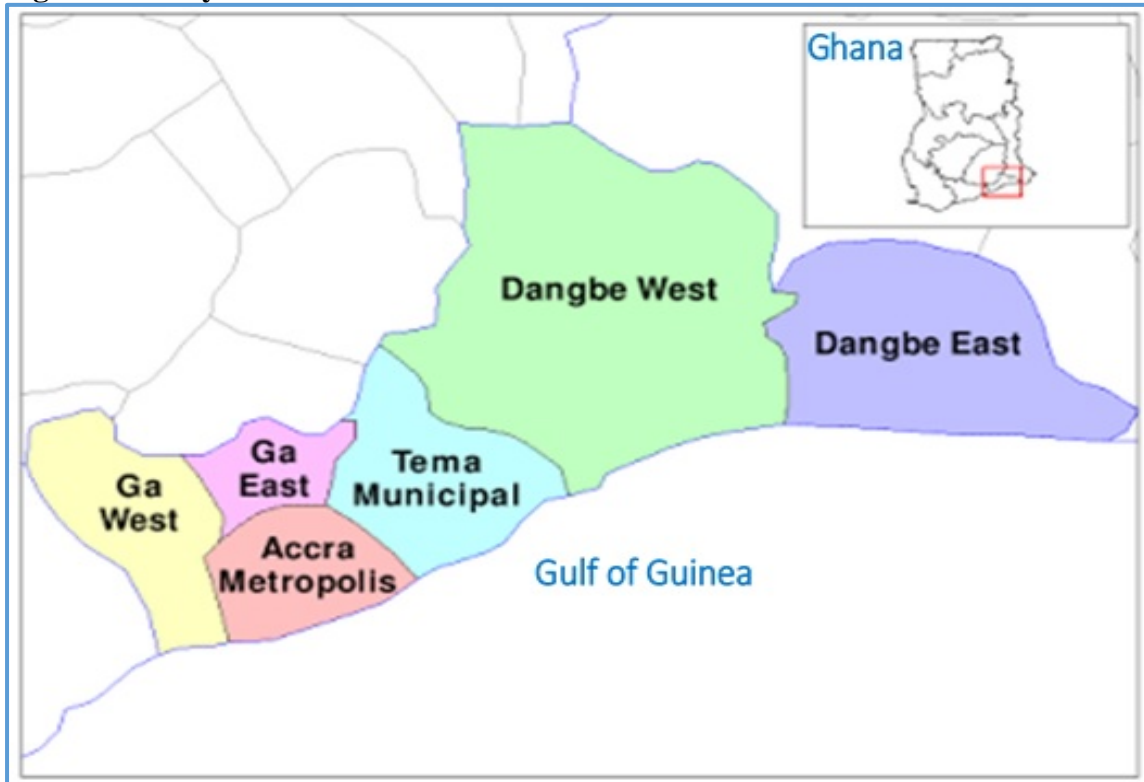 Ghana
Dangbe West
Dangbe East
Ga
East
Tema
Municipal
Ga
West
Accra
Metropolis
Gulf of Guinea